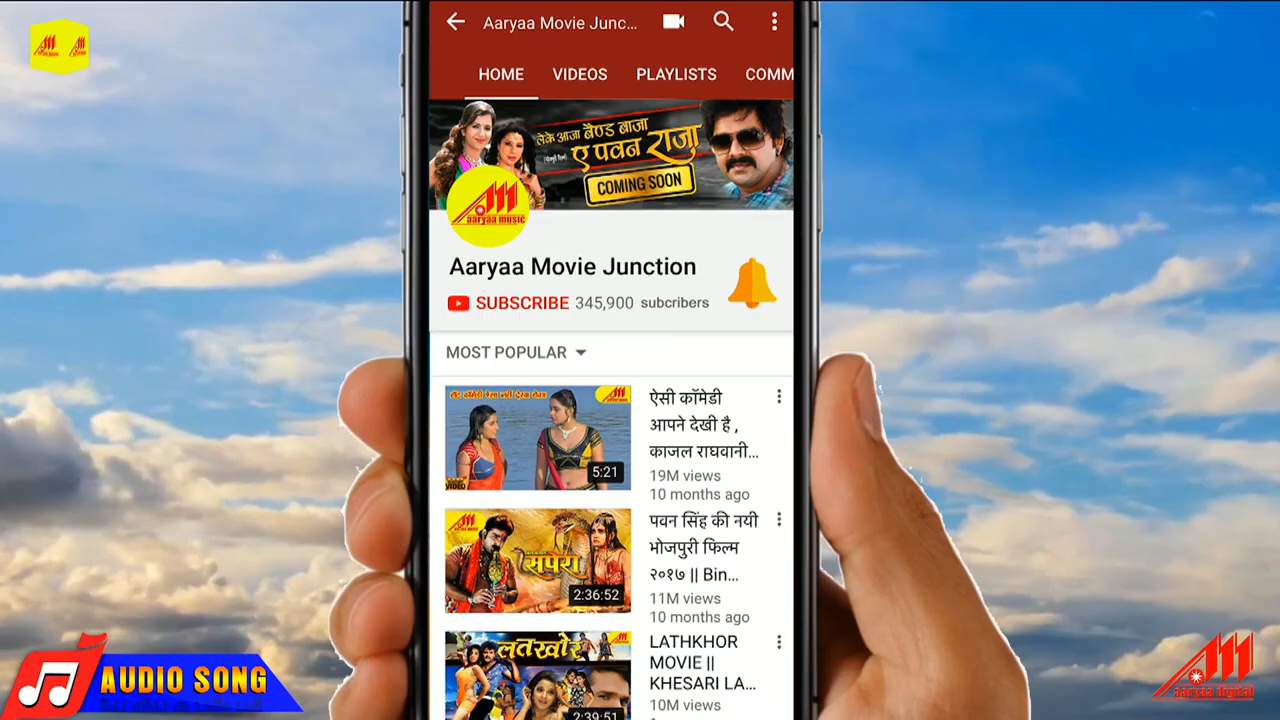 Aaryaa Movie Junc...
HOME VIDEOS PLAYLISTS COMM
लेके आजा बैण्ड बाजा
ए पवन राजा
COMING SOON
aaryaa music
Aaryaa Movie Junction
SUBSCRIBE 345,900 subcribers
MOST POPULAR
5:21
ऐसी कॉमेडी
आपने देखी है ,
काजल राघवानी...
19M views
10 months ago
सपेरा
2:36:52
पवन सिंह की नयी
भोजपुरी फिल्म
२०१७ || Bin...
11M views
10 months ago
लतखोर
2:39:51
LATHKHOR
MOVIE ||
KHESARI LA...
10M views
AUDIO SONG
aaryaa digital